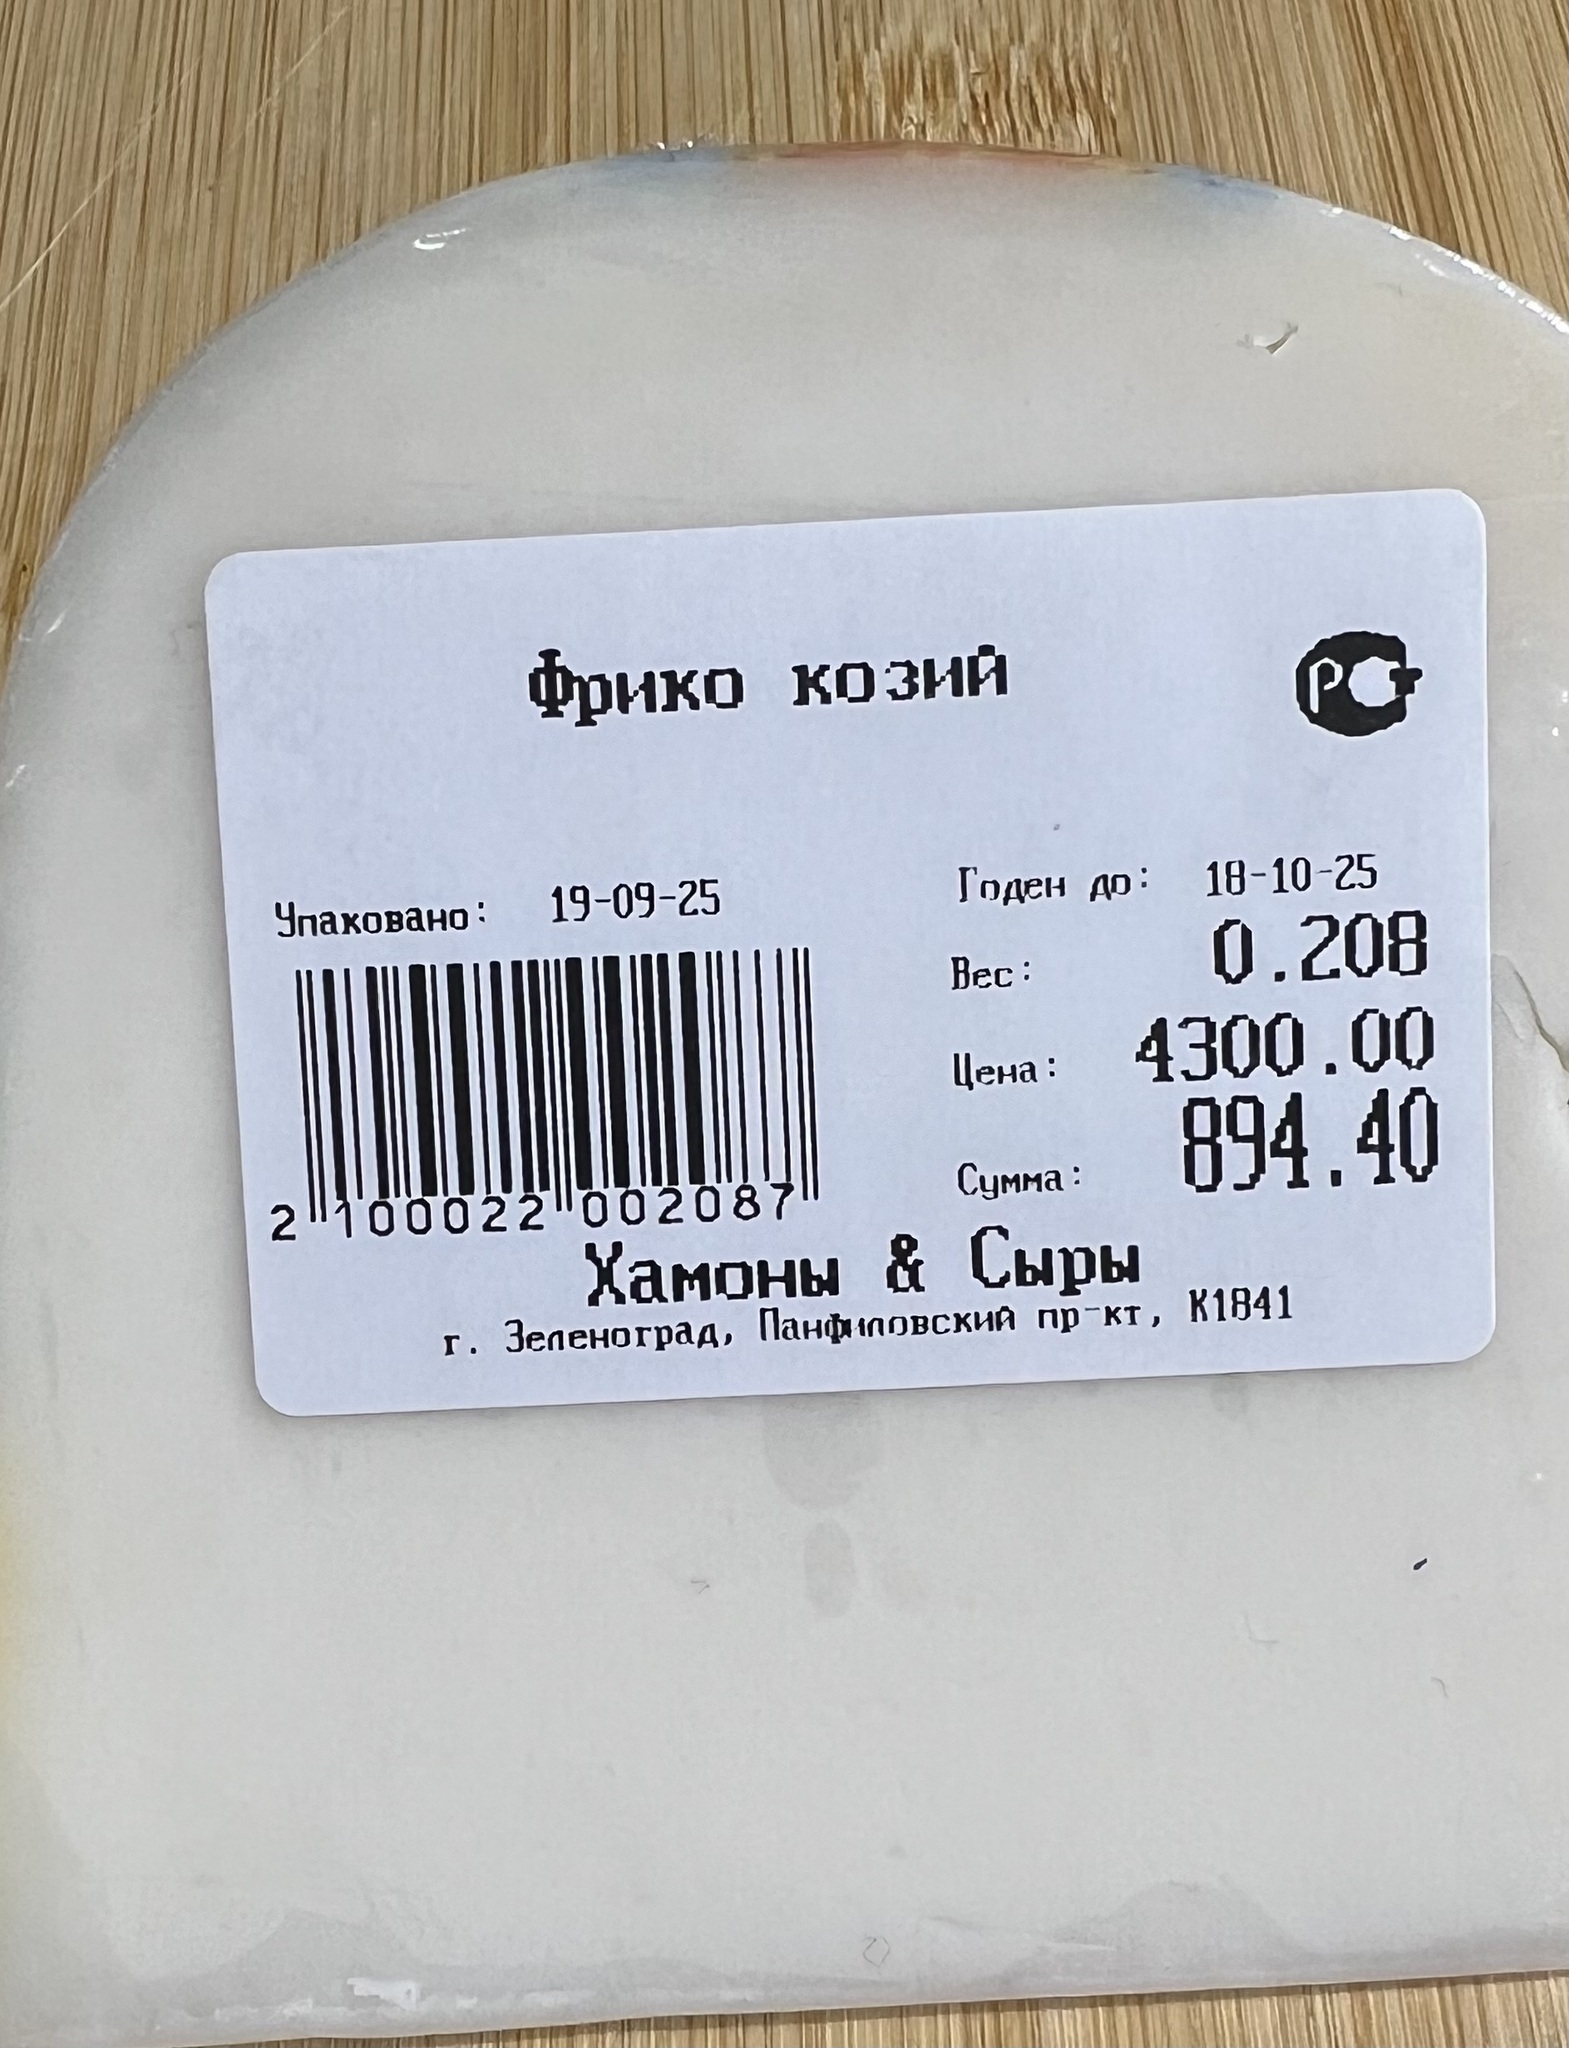 Фрико козий
РСТ
Упаковано: 19-09-25
Годен до: 18-10-25
Вес: 0.208
Цена: 4300.00
Сумма: 894.40
2 100022 002087
Хамоны & Сыры
г. Зеленоград, Панфиловский пр-кт, К1841